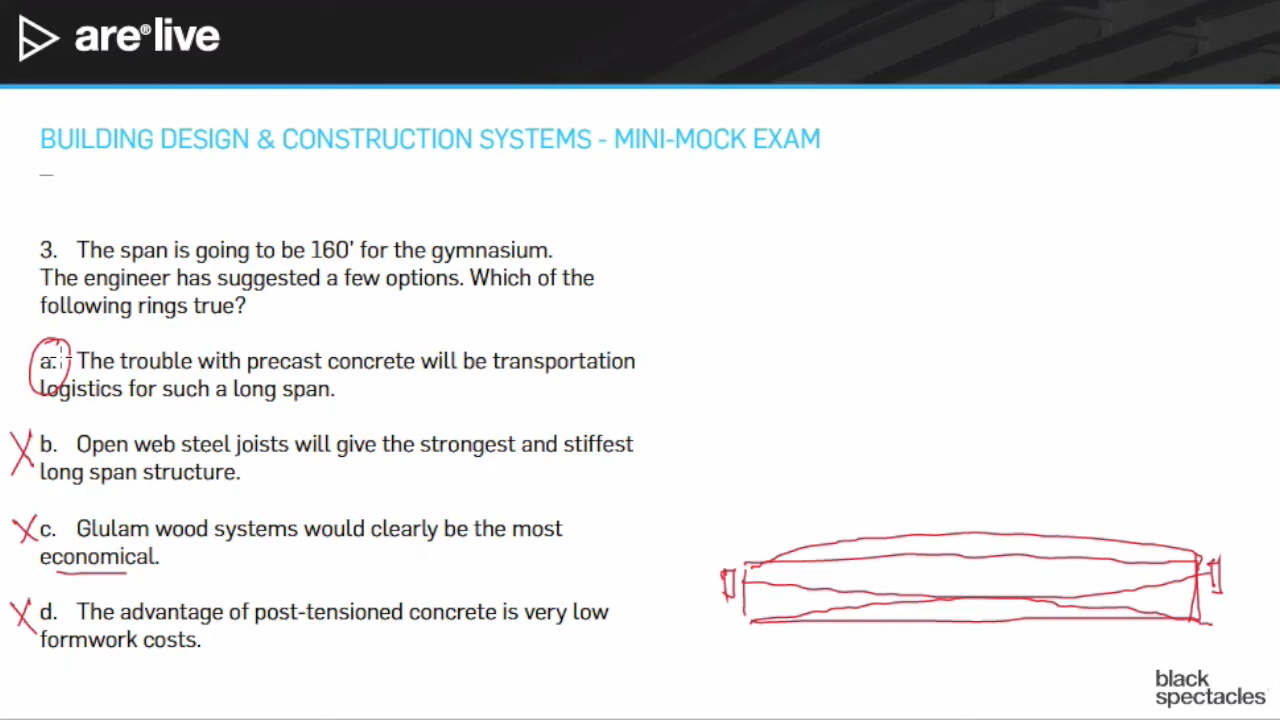 are®live
BUILDING DESIGN & CONSTRUCTION SYSTEMS - MINI-MOCK EXAM
3. The span is going to be 160' for the gymnasium.
The engineer has suggested a few options. Which of the
following rings true?
a. The trouble with precast concrete will be transportation
logistics for such a long span.
b. Open web steel joists will give the strongest and stiffest
long span structure.
c. Glulam wood systems would clearly be the most
economical.
d. The advantage of post-tensioned concrete is very low
formwork costs.
black
spectacles